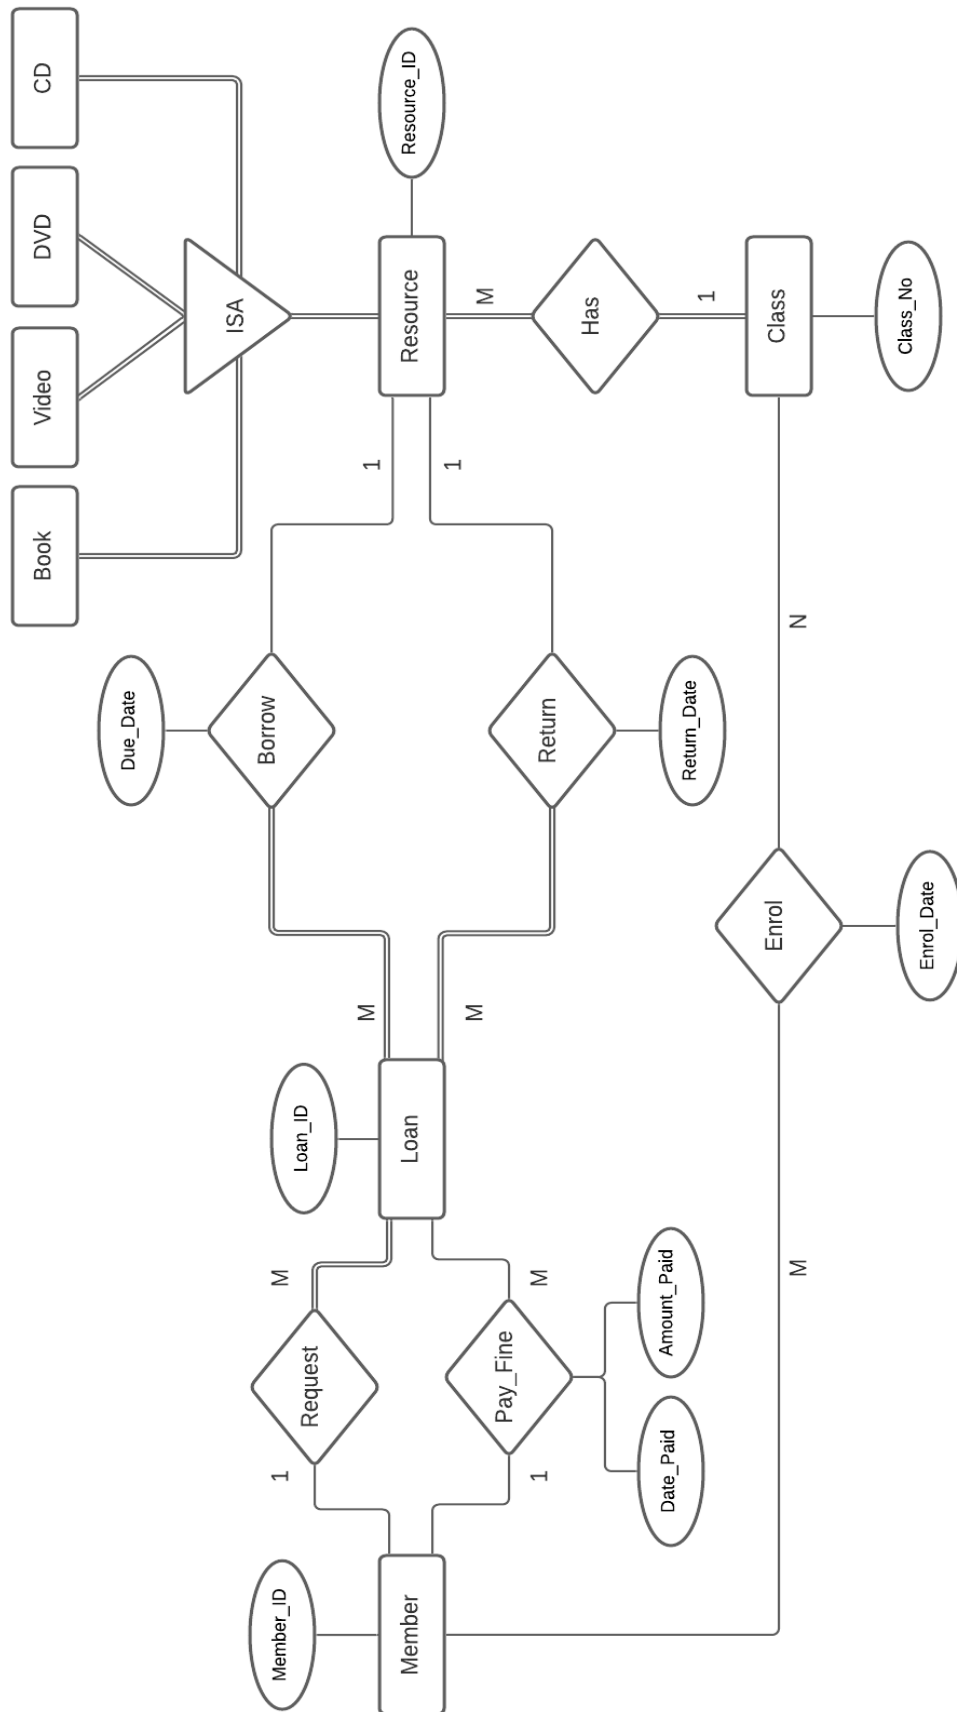 CD
DVD
Video
Book
ISA
Resource_ID
Resource
M
Has
1
Class
Class_No
1
1
Due_Date
Borrow
Return
Return_Date
N
Enrol
Enrol_Date
M
M
Loan_ID
Loan
M
M
M
Request
Pay_Fine
Amount_Paid
Date_Paid
1
1
Member_ID
Member